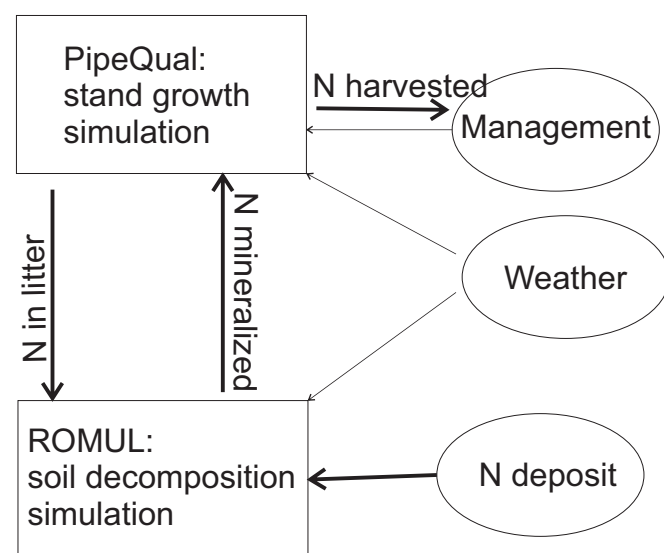 PipeQual:
stand growth
simulation
N harvested
Management
N in litter
N mineralized
Weather
ROMUL:
soil decomposition
simulation
N deposit